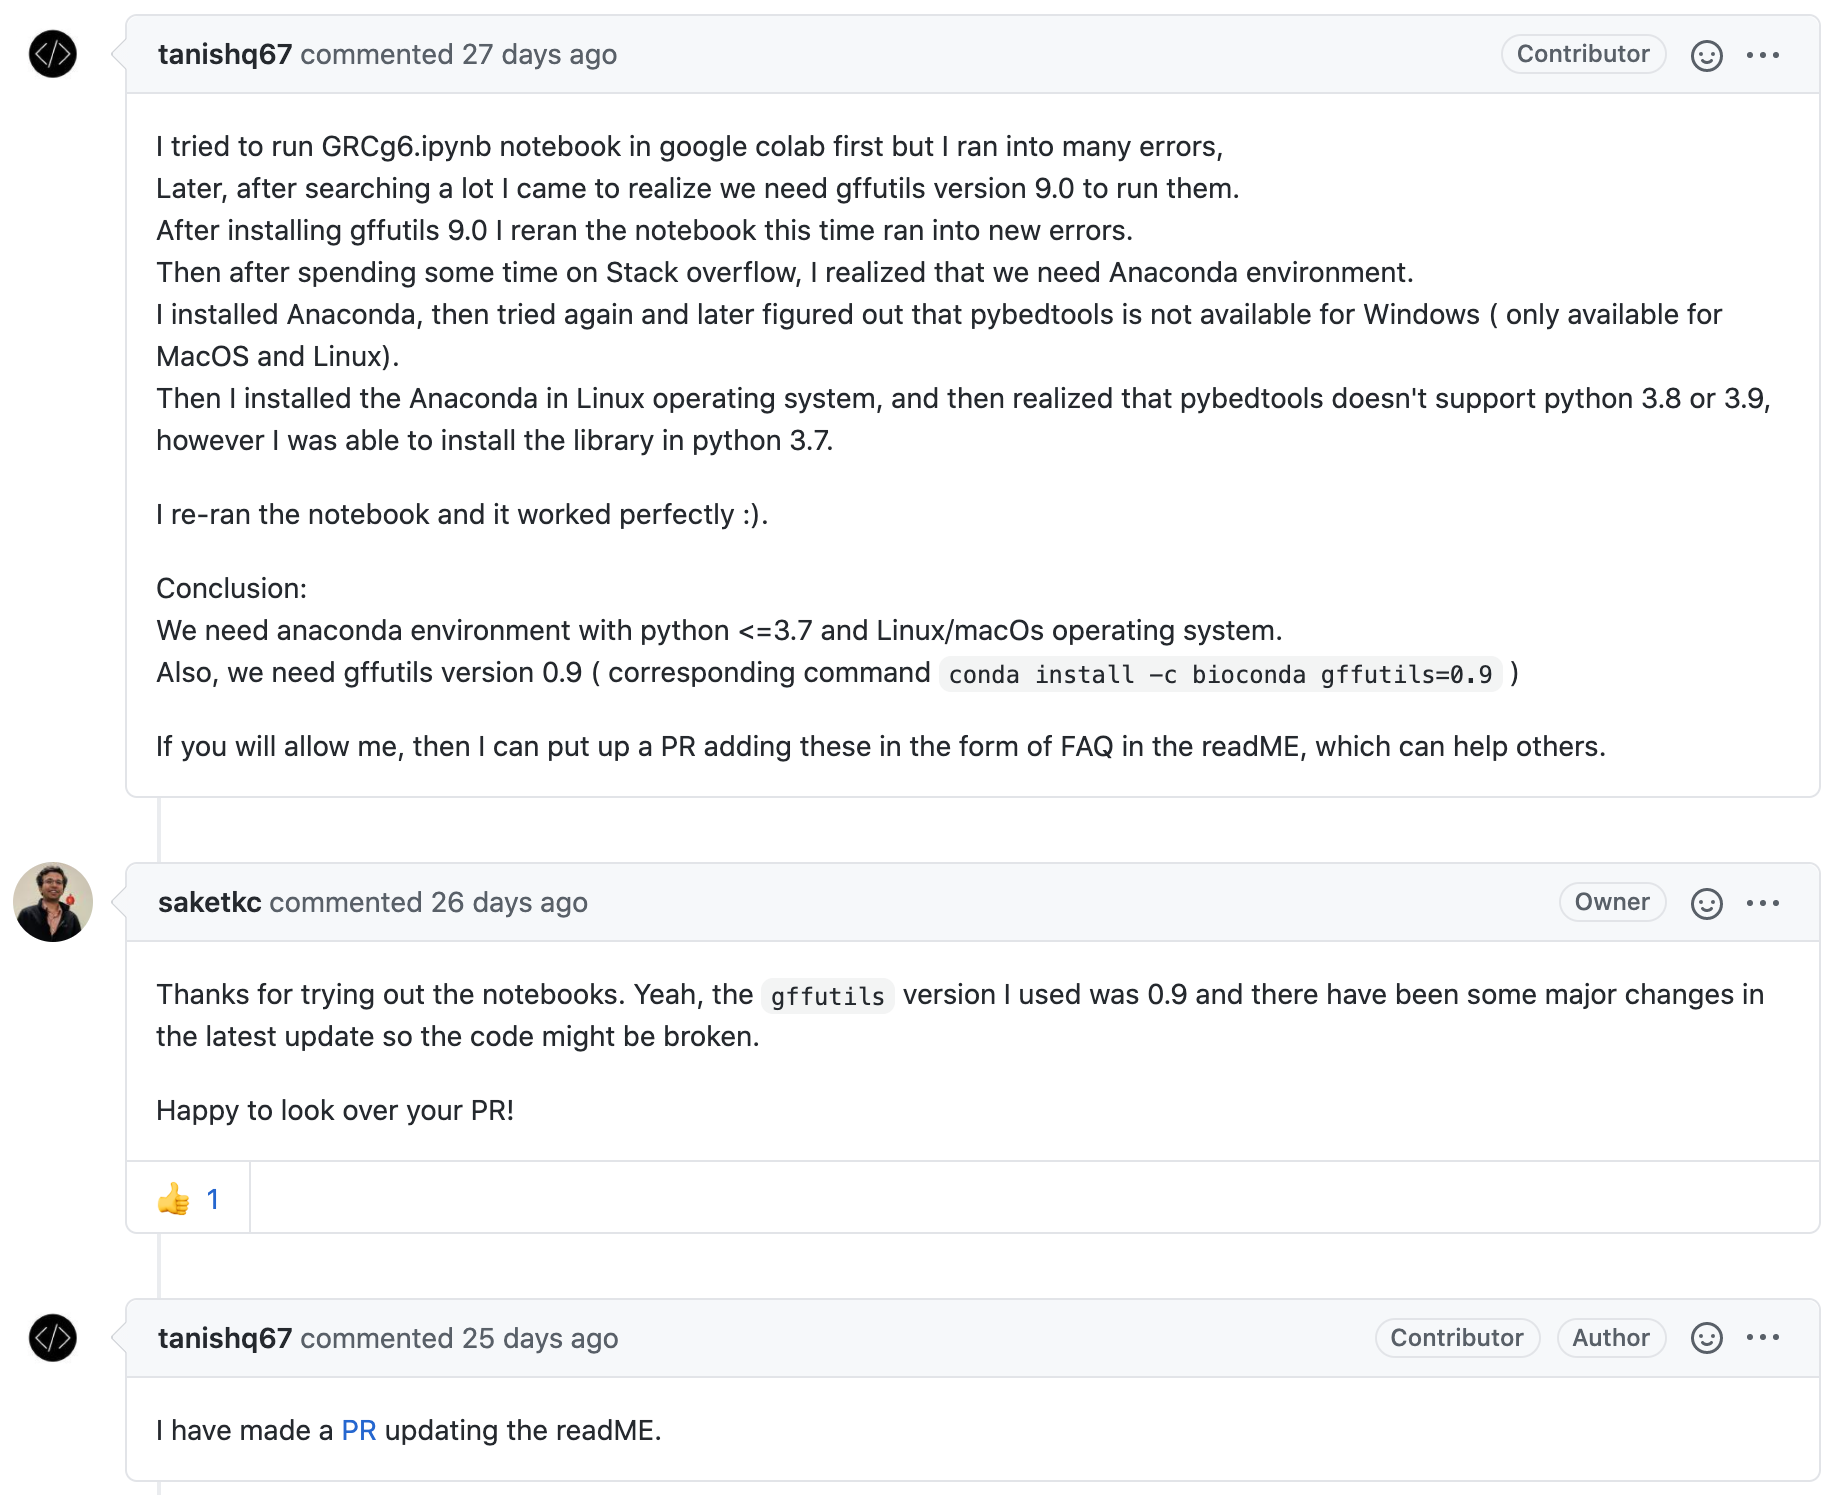 tanishq67 commented 27 days ago Contributor
I tried to run GRCg6.ipynb notebook in google colab first but I ran into many errors,
Later, after searching a lot I came to realize we need gffutils version 9.0 to run them.
After installing gffutils 9.0 I reran the notebook this time ran into new errors.
Then after spending some time on Stack overflow, I realized that we need Anaconda environment.
I installed Anaconda, then tried again and later figured out that pybedtools is not available for Windows ( only available for
MacOS and Linux).
Then I installed the Anaconda in Linux operating system, and then realized that pybedtools doesn't support python 3.8 or 3.9,
however I was able to install the library in python 3.7.
I re-ran the notebook and it worked perfectly :).
Conclusion:
We need anaconda environment with python <=3.7 and Linux/macOs operating system.
Also, we need gffutils version 0.9 ( corresponding command conda install -c bioconda gffutils=0.9 )
If you will allow me, then I can put up a PR adding these in the form of FAQ in the readME, which can help others.
saketkc commented 26 days ago Owner
Thanks for trying out the notebooks. Yeah, the gffutils version I used was 0.9 and there have been some major changes in
the latest update so the code might be broken.
Happy to look over your PR!
👍 1
tanishq67 commented 25 days ago Contributor Author
I have made a PR updating the readME.